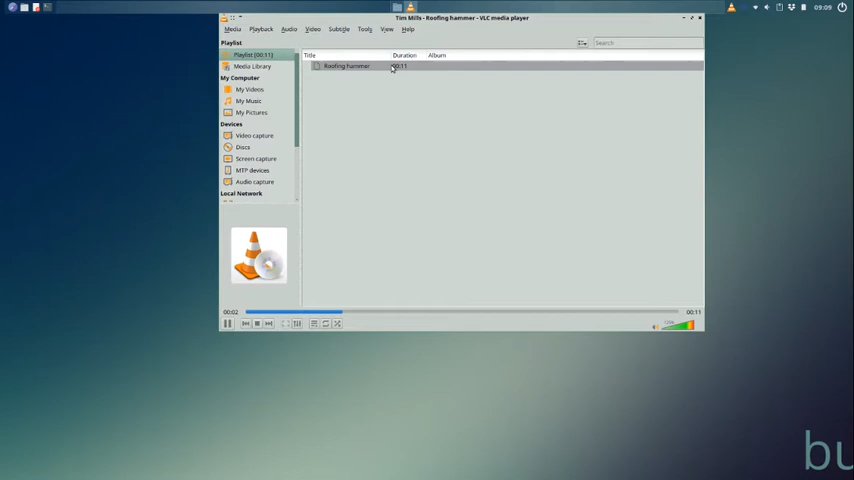 09:09
Tim Mills - Roofing hammer - VLC media player
Media Playback Audio Video Subtitle Tools View Help
Playlist
Search
Playlist [00:11]
Title Duration Album
Media Library
Roofing hammer 00:11
My Computer
My Videos
My Music
My Pictures
Devices
Video capture
Discs
Screen capture
MTP devices
Audio capture
Local Network
00:02
00:11
bu